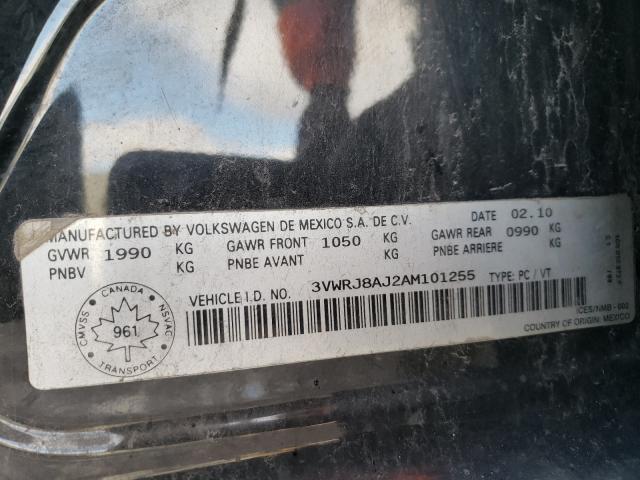 MANUFACTURED BY VOLKSWAGEN DE MEXICO S.A. DE C.V. DATE 02.10
GVWR 1990 KG GAWR FRONT 1050 KG GAWR REAR 0990 KG
PNBV KG PNBE AVANT KG PNBE ARRIERE KG
VEHICLE I.D. NO. 3VWRJ8AJ2AM101255 TYPE: PC / VT
CANADA
CMVSS 961 NSVAC
TRANSPORT
ICES/NMB - 002
COUNTRY OF ORIGIN: MEXICO